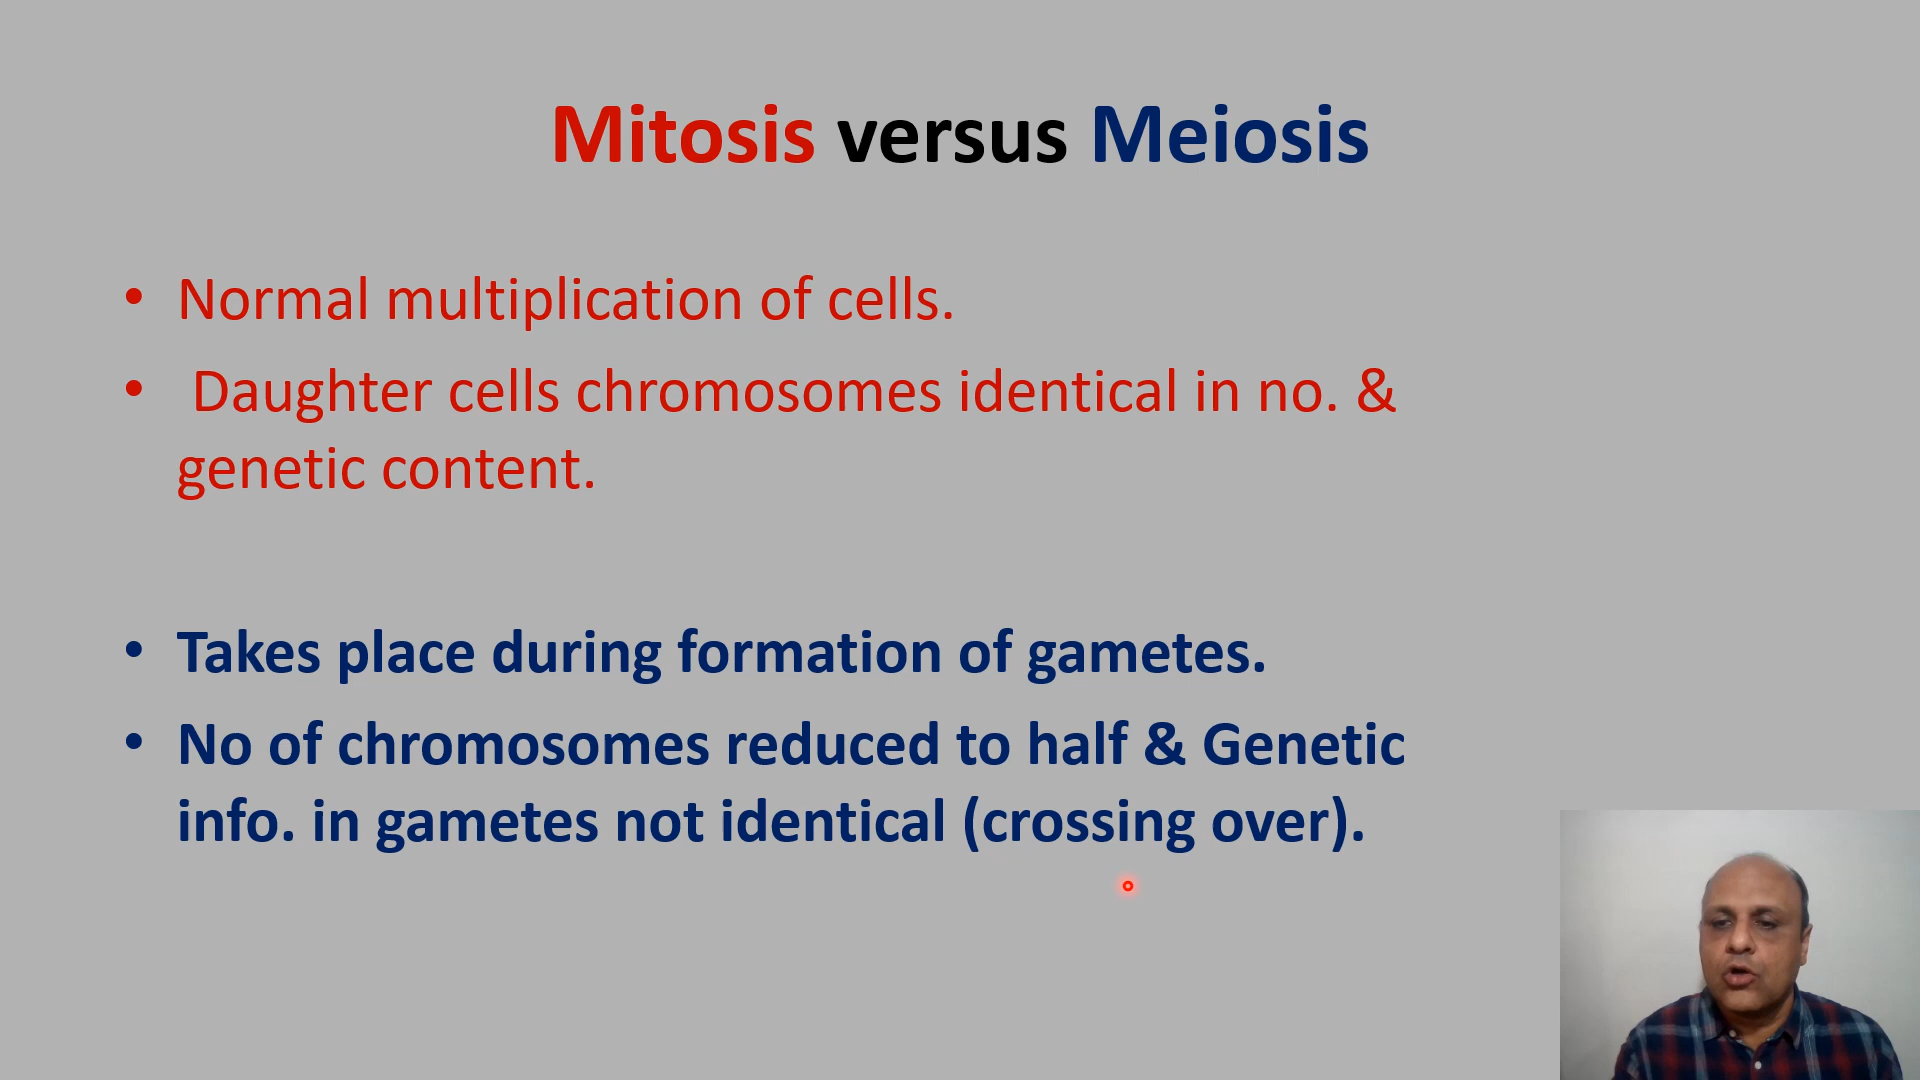 Mitosis versus Meiosis
• Normal multiplication of cells.
• Daughter cells chromosomes identical in no. &
genetic content.
• Takes place during formation of gametes.
• No of chromosomes reduced to half & Genetic
info. in gametes not identical (crossing over).